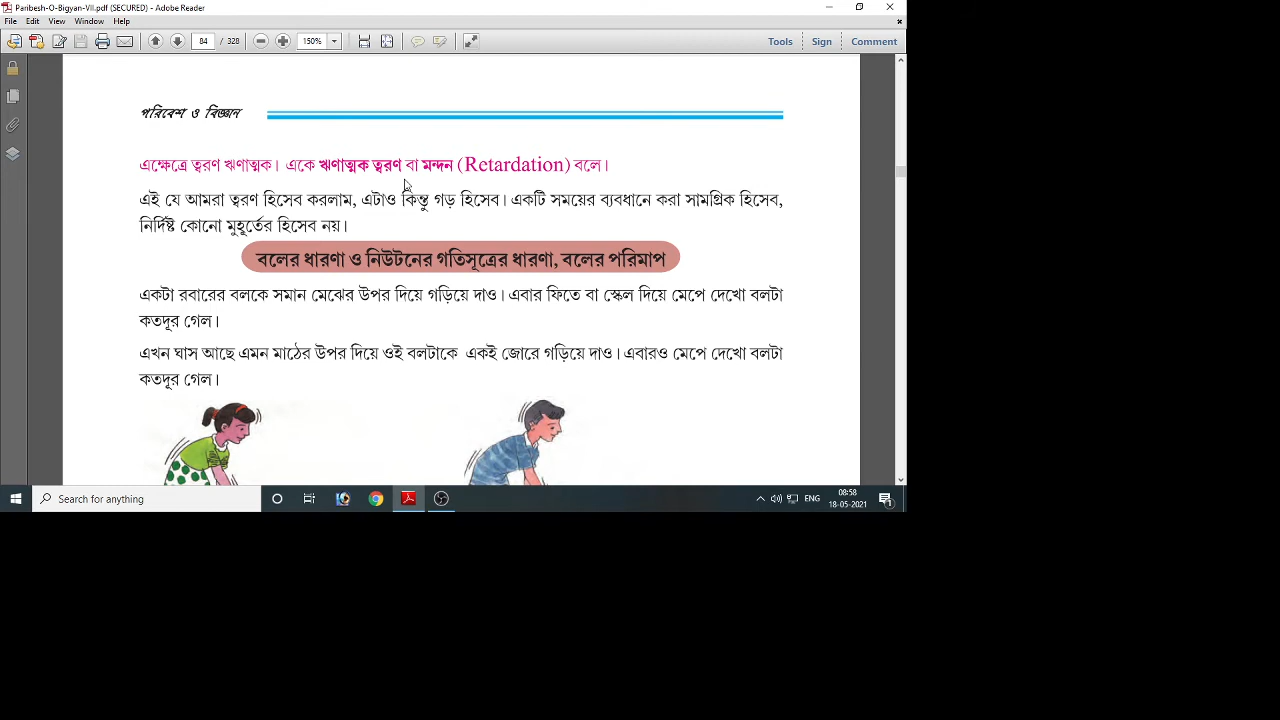 Paribesh-O-Bigyan-VII.pdf (SECURED) - Adobe Reader
File Edit View Window Help
84 / 328 150% Tools Sign Comment
পরিবেশ ও বিজ্ঞান
এক্ষেত্রে ত্বরণ ঋণাত্মক। একে ঋণাত্মক ত্বরণ বা মন্দন (Retardation) বলে।
এই যে আমরা ত্বরণ হিসেব করলাম, এটাও কিন্তু গড় হিসেব। একটি সময়ের ব্যবধানে করা সামগ্রিক হিসেব,
নির্দিষ্ট কোনো মুহূর্তের হিসেব নয়।
বলের ধারণা ও নিউটনের গতিসূত্রের ধারণা, বলের পরিমাপ
একটা রবারের বলকে সমান মেঝের উপর দিয়ে গড়িয়ে দাও। এবার ফিতে বা স্কেল দিয়ে মেপে দেখো বলটা
কতদূর গেল।
এখন ঘাস আছে এমন মাঠের উপর দিয়ে ওই বলটাকে একই জোরে গড়িয়ে দাও। এবারও মেপে দেখো বলটা
কতদূর গেল।
Search for anything
ENG
08:58
18-05-2021
1